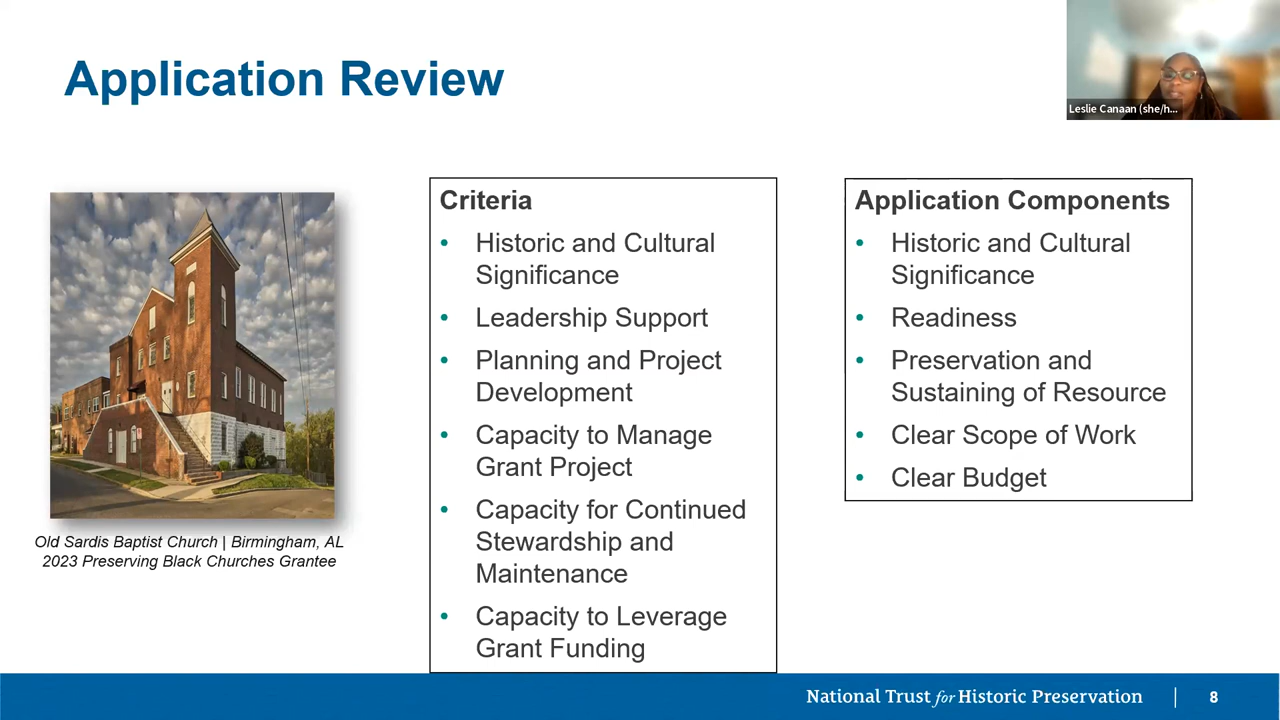 Application Review
Leslie Canaan (she/h...
Old Sardis Baptist Church | Birmingham, AL
2023 Preserving Black Churches Grantee
Criteria
• Historic and Cultural
Significance
• Leadership Support
• Planning and Project
Development
• Capacity to Manage
Grant Project
• Capacity for Continued
Stewardship and
Maintenance
• Capacity to Leverage
Grant Funding
Application Components
• Historic and Cultural
Significance
• Readiness
• Preservation and
Sustaining of Resource
• Clear Scope of Work
• Clear Budget
National Trust for Historic Preservation | 8